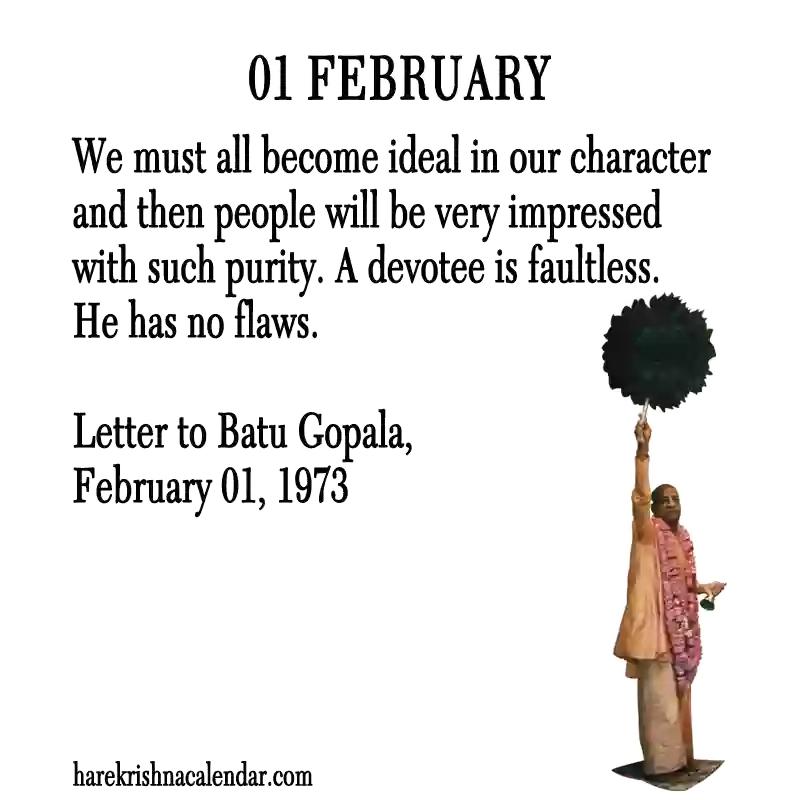 01 FEBRUARY
We must all become ideal in our character
and then people will be very impressed
with such purity. A devotee is faultless.
He has no flaws.
Letter to Batu Gopala,
February 01, 1973
harekrishnacalendar.com